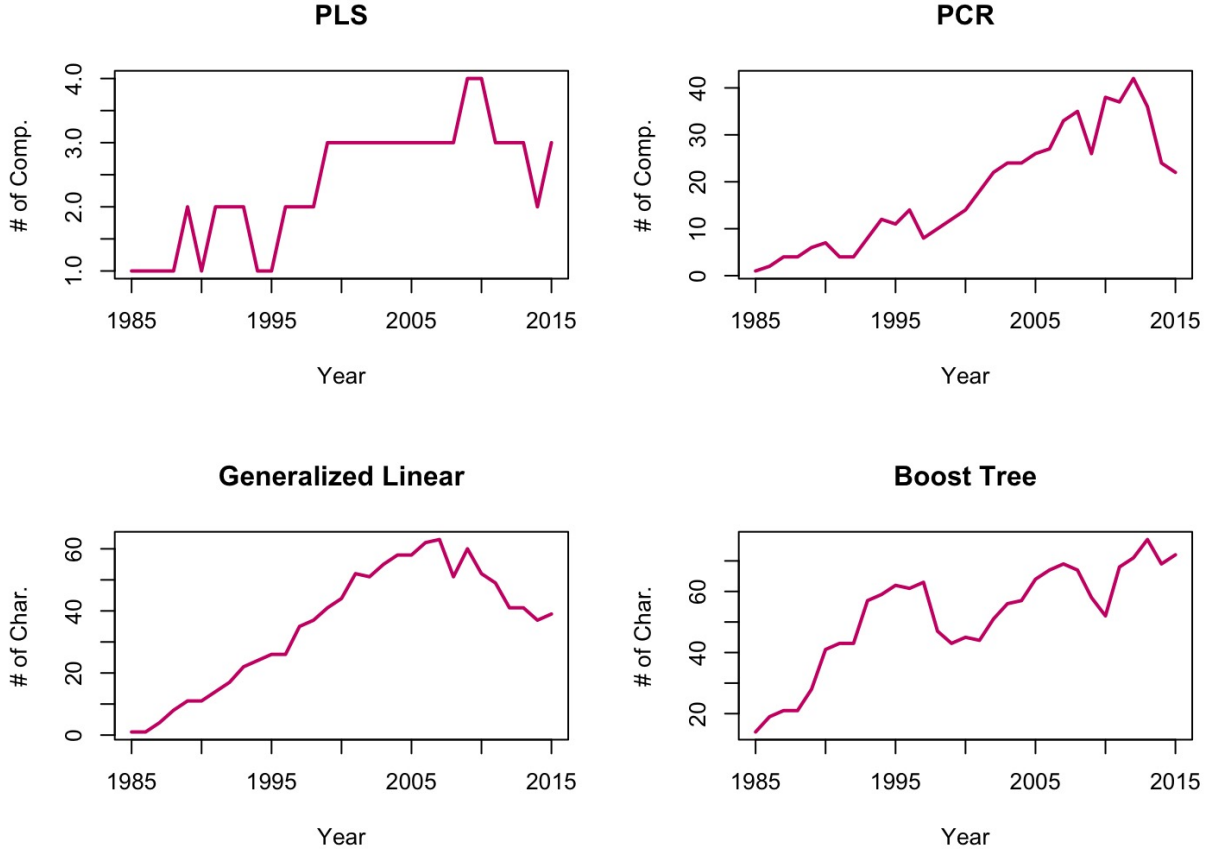 PLS
# of Comp.
4.0
3.0
2.0
1.0
1985 1995 2005 2015
Year
PCR
# of Comp.
40
30
20
10
0
1985 1995 2005 2015
Year
Generalized Linear
# of Char.
60
40
20
0
1985 1995 2005 2015
Year
Boost Tree
# of Char.
60
40
20
1985 1995 2005 2015
Year